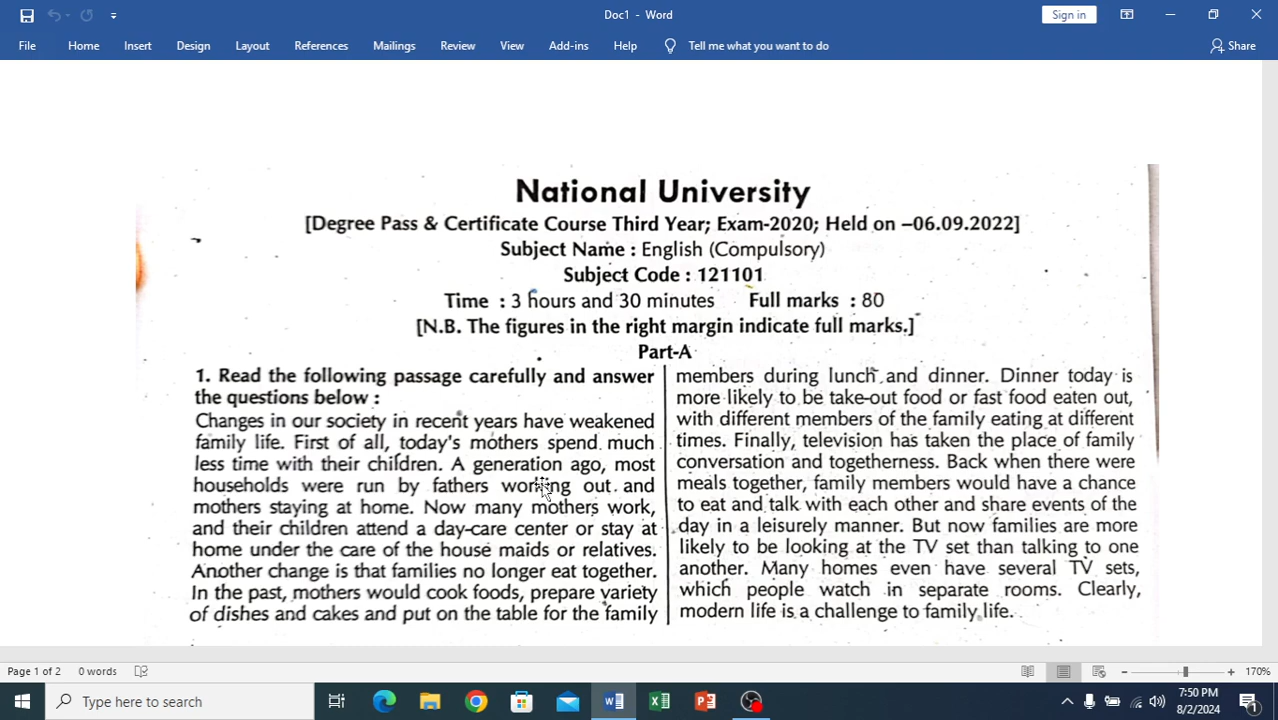 Doc1 - Word
Sign in
File Home Insert Design Layout References Mailings Review View Add-ins Help Tell me what you want to do Share
National University
[Degree Pass & Certificate Course Third Year; Exam-2020; Held on –06.09.2022]
Subject Name : English (Compulsory)
Subject Code : 121101
Time : 3 hours and 30 minutes Full marks : 80
[N.B. The figures in the right margin indicate full marks.]
Part-A
1. Read the following passage carefully and answer
the questions below :
Changes in our society in recent years have weakened
family life. First of all, today's mothers spend much
less time with their children. A generation ago, most
households were run by fathers working out and
mothers staying at home. Now many mothers work,
and their children attend a day-care center or stay at
home under the care of the house maids or relatives.
Another change is that families no longer eat together.
In the past, mothers would cook foods, prepare variety
of dishes and cakes and put on the table for the family
members during lunch and dinner. Dinner today is
more likely to be take-out food or fast food eaten out,
with different members of the family eating at different
times. Finally, television has taken the place of family
conversation and togetherness. Back when there were
meals together, family members would have a chance
to eat and talk with each other and share events of the
day in a leisurely manner. But now families are more
likely to be looking at the TV set than talking to one
another. Many homes even have several TV sets,
which people watch in separate rooms. Clearly,
modern life is a challenge to family life.
Page 1 of 2 0 words 170%
Type here to search
7:50 PM
8/2/2024
1